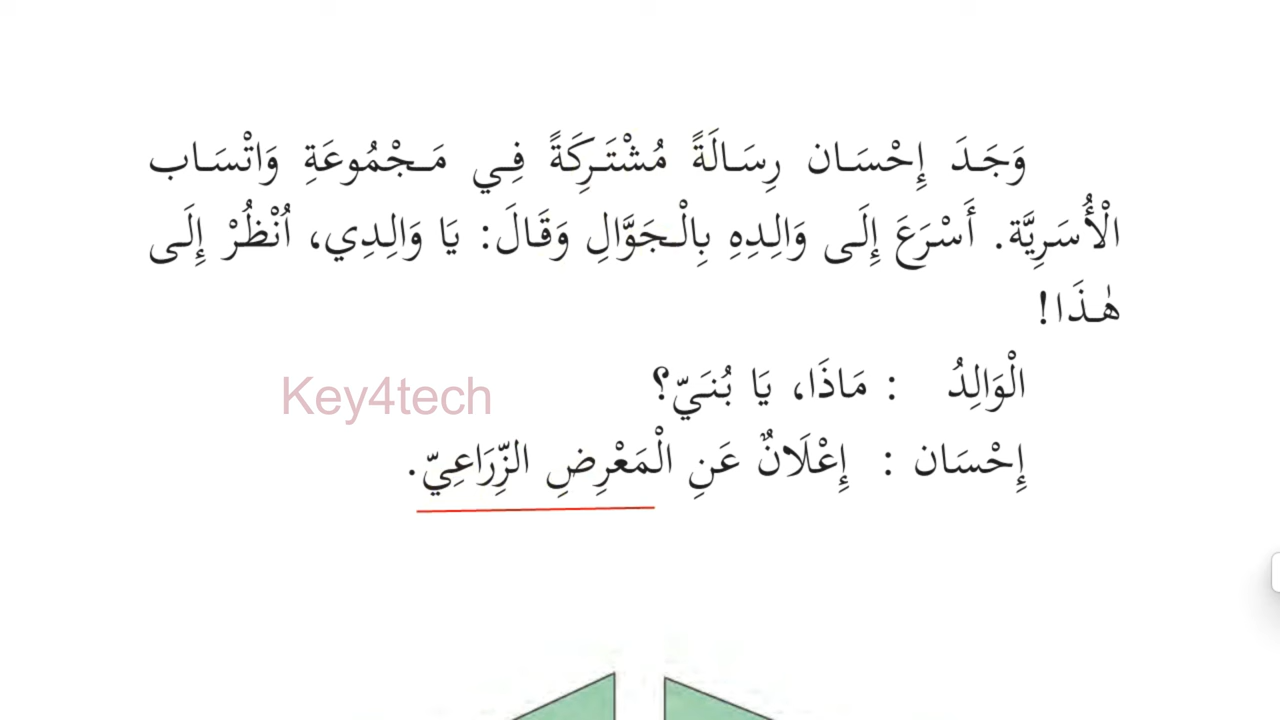 وَجَدَ إِحْسَان رِسَالَةً مُشْتَرِكَةً فِي مَجْمُوعَةِ وَاتْسَاب
الْأُسَرِيَّة. أَسْرَعَ إِلَى وَالِدِهِ بِالْجَوَّالِ وَقَالَ: يَا وَالِدِي، اُنْظُرْ إِلَى
هٰذَا!
الْوَالِدُ : مَاذَا، يَا بُنَيّ؟
Key4tech
إِحْسَان : إِعْلَانٌ عَنِ الْمَعْرِضِ الزِّرَاعِيّ.